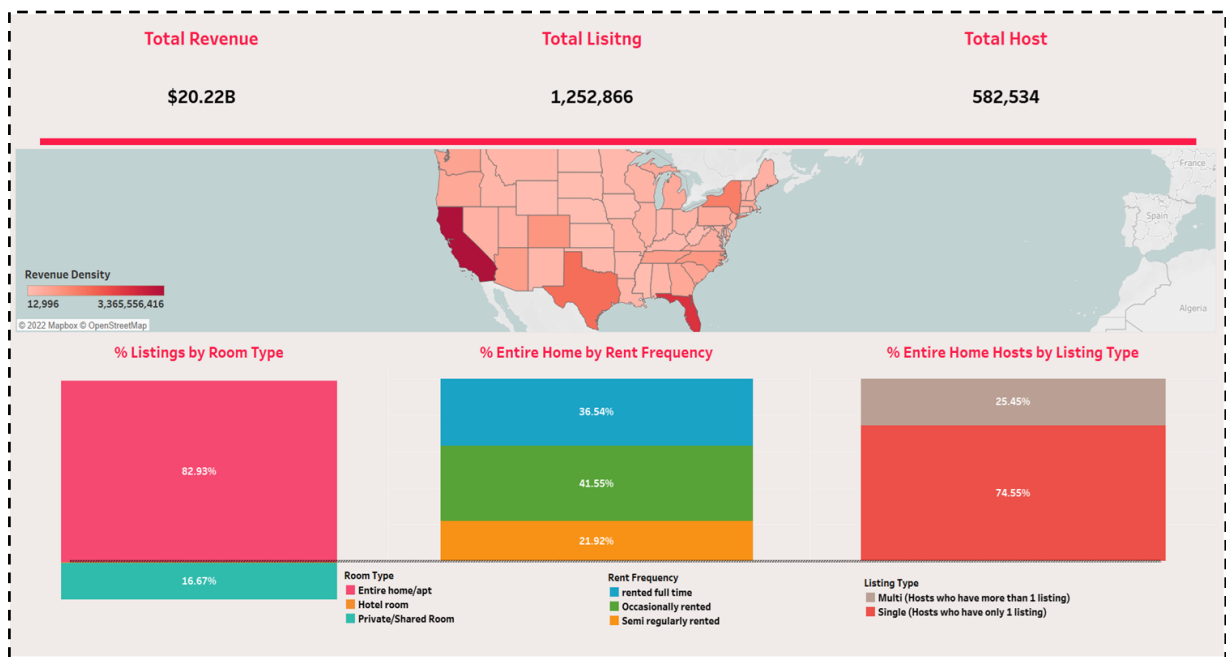 Total Revenue
Total Lisitng
Total Host
$20.22B
1,252,866
582,534
France
Spain
Algeria
Revenue Density
12,996
3,365,556,416
© 2022 Mapbox © OpenStreetMap
% Listings by Room Type
% Entire Home by Rent Frequency
% Entire Home Hosts by Listing Type
82.93%
16.67%
36.54%
41.55%
21.92%
25.45%
74.55%
Room Type
Entire home/apt
Hotel room
Private/Shared Room
Rent Frequency
rented full time
Occasionally rented
Semi regularly rented
Listing Type
Multi (Hosts who have more than 1 listing)
Single (Hosts who have only 1 listing)